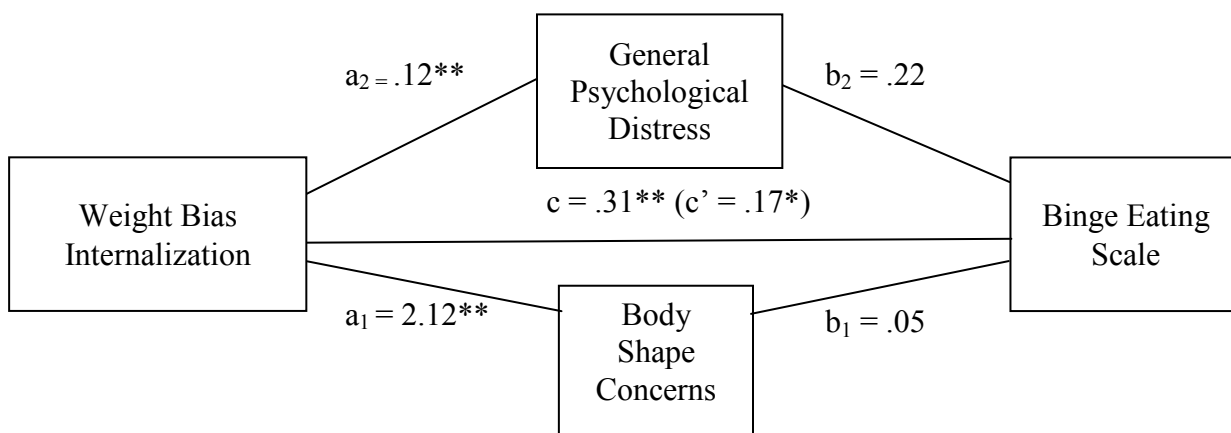 General
Psychological
Distress
a₂ = .12**
b₂ = .22
c = .31** (c’ = .17*)
Weight Bias
Internalization
Binge Eating
Scale
a₁ = 2.12**
b₁ = .05
Body
Shape
Concerns